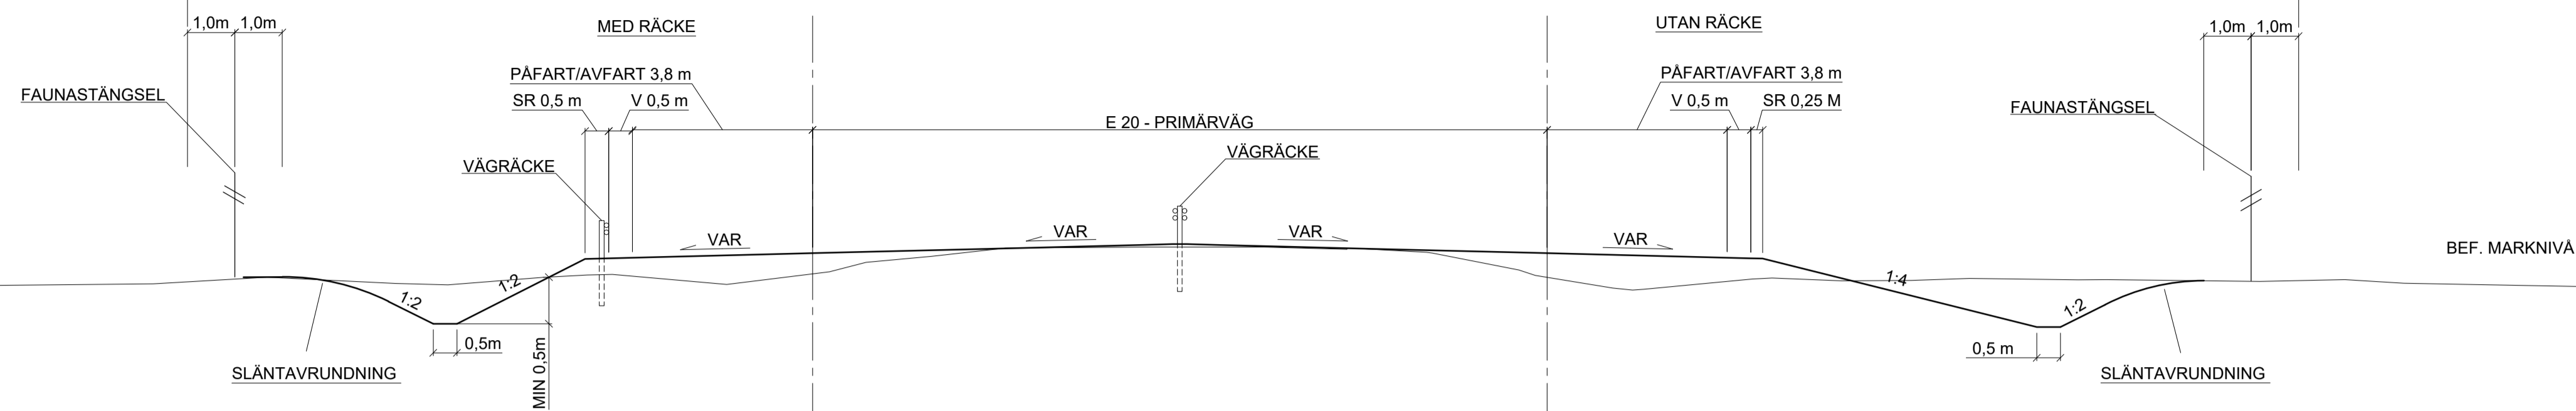 1,0m 1,0m
MED RÄCKE
UTAN RÄCKE
1,0m 1,0m
PÅFART/AVFART 3,8 m
PÅFART/AVFART 3,8 m
FAUNASTÄNGSEL
SR 0,5 m
V 0,5 m
V 0,5 m
SR 0,25 M
FAUNASTÄNGSEL
E 20 - PRIMÄRVÄG
VÄGRÄCKE
VÄGRÄCKE
VAR
VAR
VAR
VAR
BEF. MARKNIVÅ
1:2
1:2
1:4
1:2
0,5m
MIN 0,5m
0,5 m
SLÄNTAVRUNDNING
SLÄNTAVRUNDNING